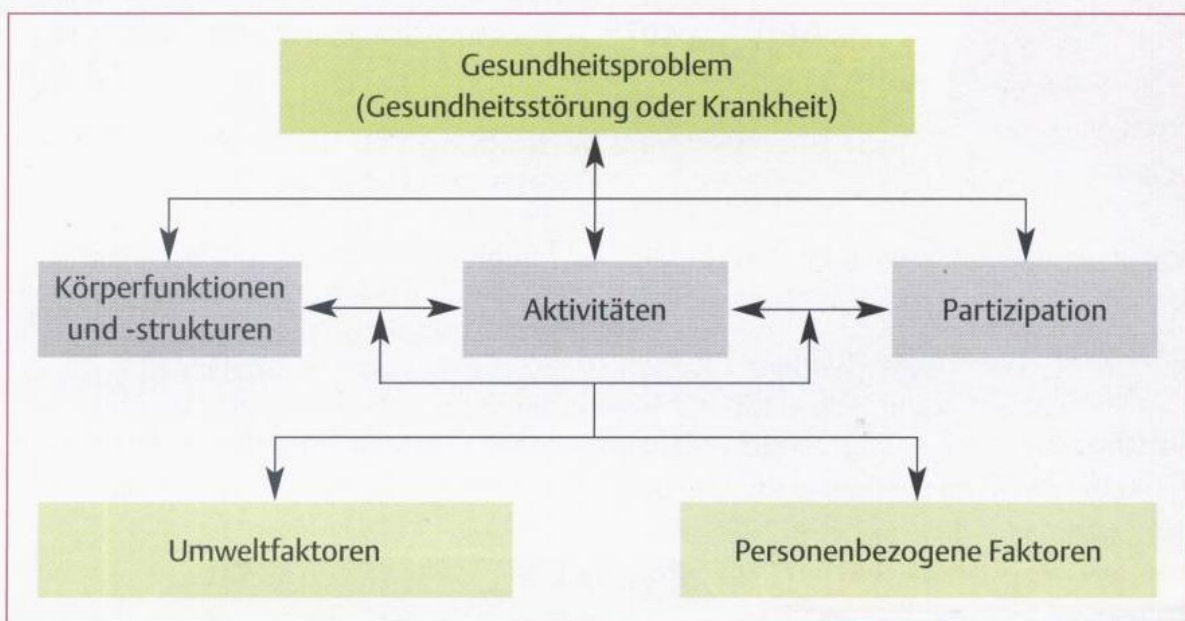 Gesundheitsproblem
(Gesundheitsstörung oder Krankheit)
Körperfunktionen
und -strukturen
Aktivitäten
Partizipation
Umweltfaktoren
Personenbezogene Faktoren